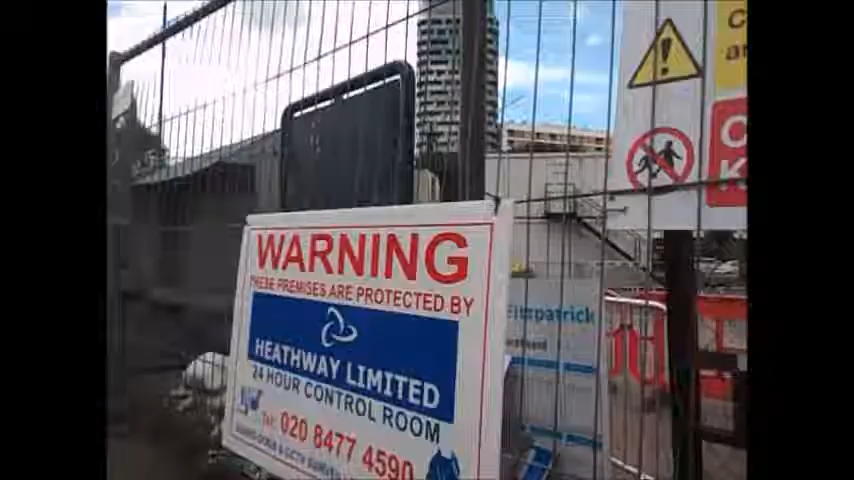 WARNING
THESE PREMISES ARE PROTECTED BY
HEATHWAY LIMITED
24 HOUR CONTROL ROOM
Tel: 020 8477 4590
Fitzpatrick